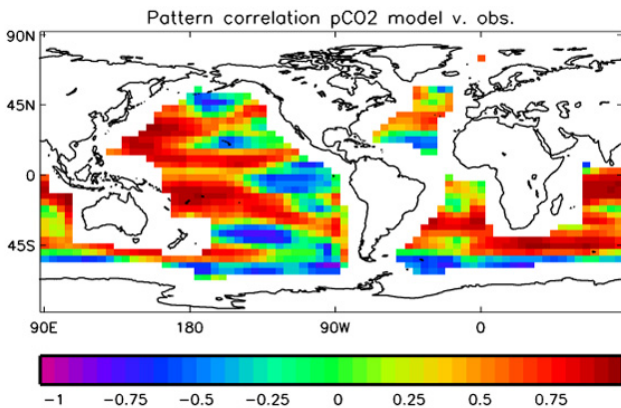 Pattern correlation pCO2 model v. obs.
90N
45N
0
45S
90E 180 90W 0
-1 -0.75 -0.5 -0.25 0 0.25 0.5 0.75